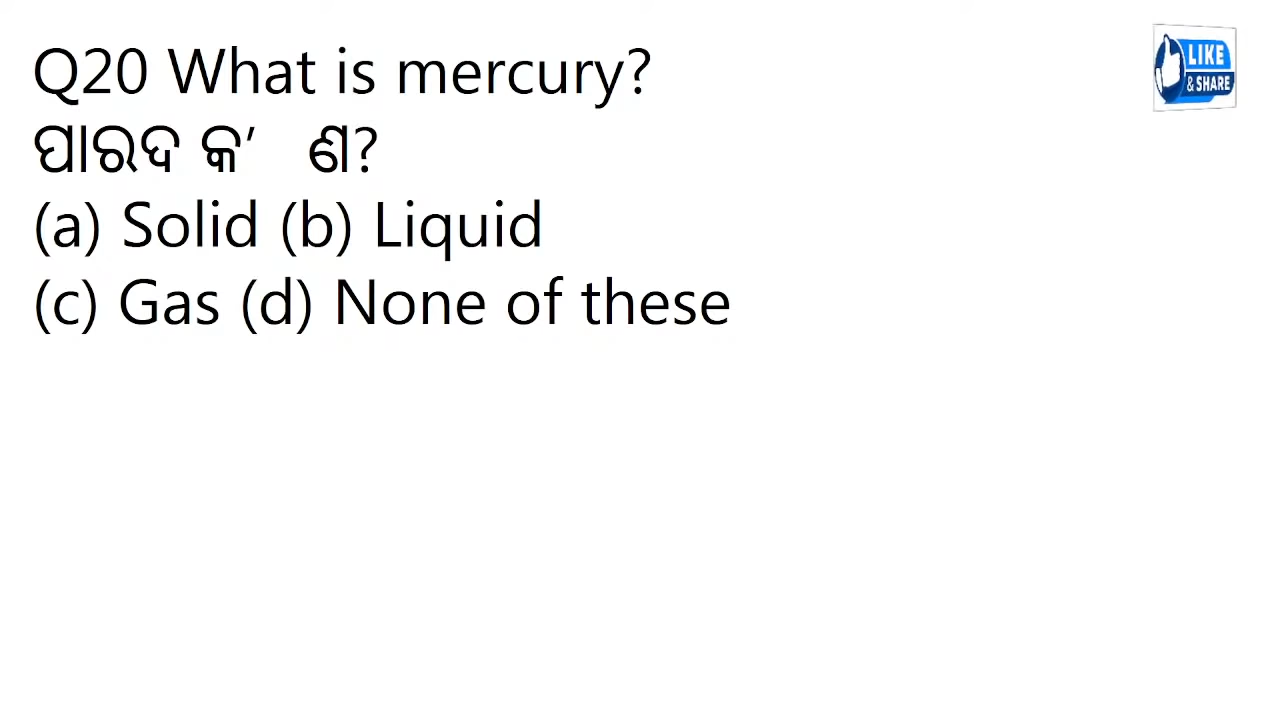 Q20 What is mercury?
ପାରଦ କ’ ଣ?
(a) Solid (b) Liquid
(c) Gas (d) None of these
LIKE
& SHARE